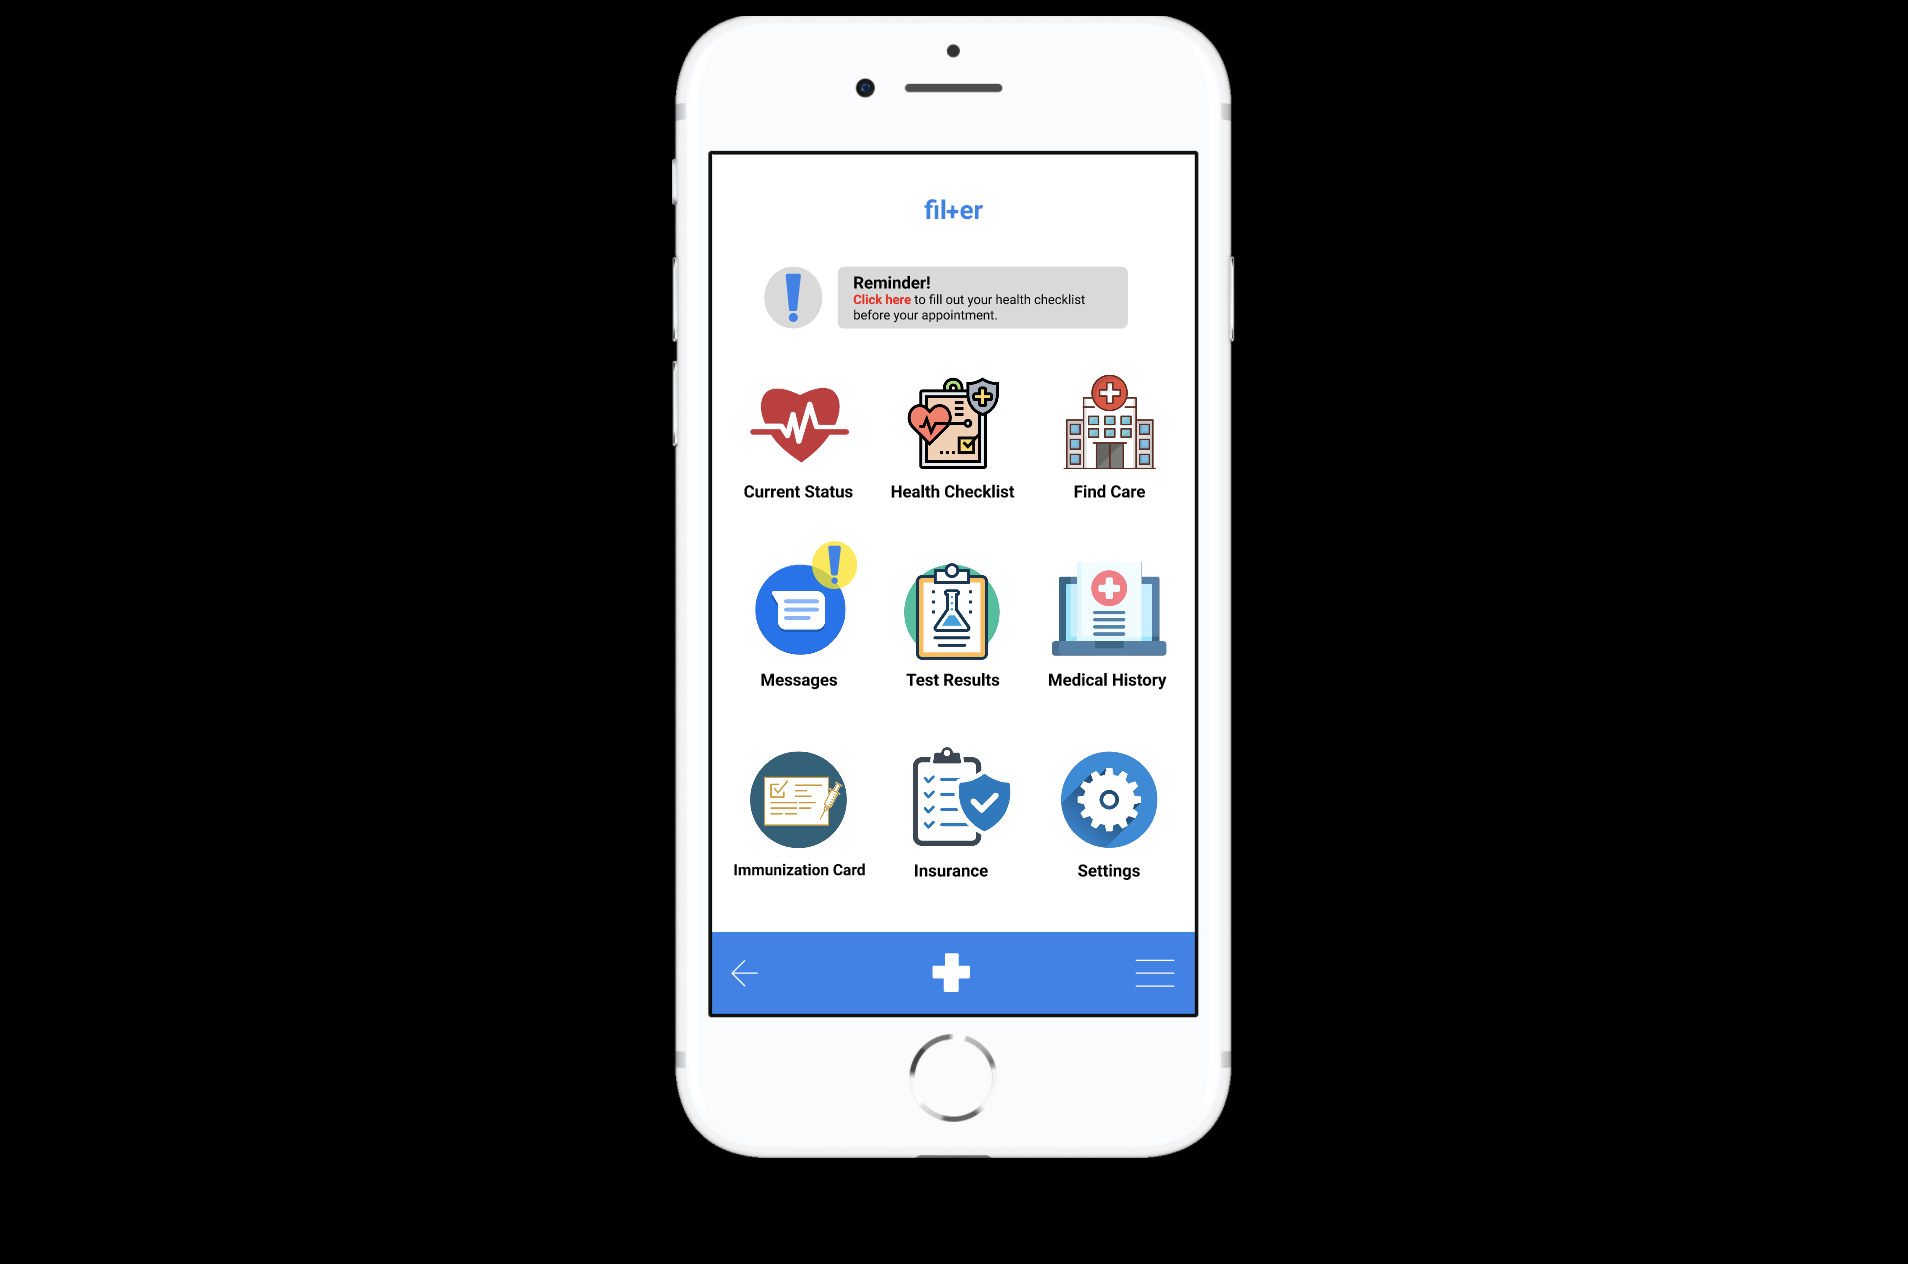 fil+er
Reminder!
Click here to fill out your health checklist
before your appointment.
Current Status
Health Checklist
Find Care
Messages
Test Results
Medical History
Immunization Card
Insurance
Settings